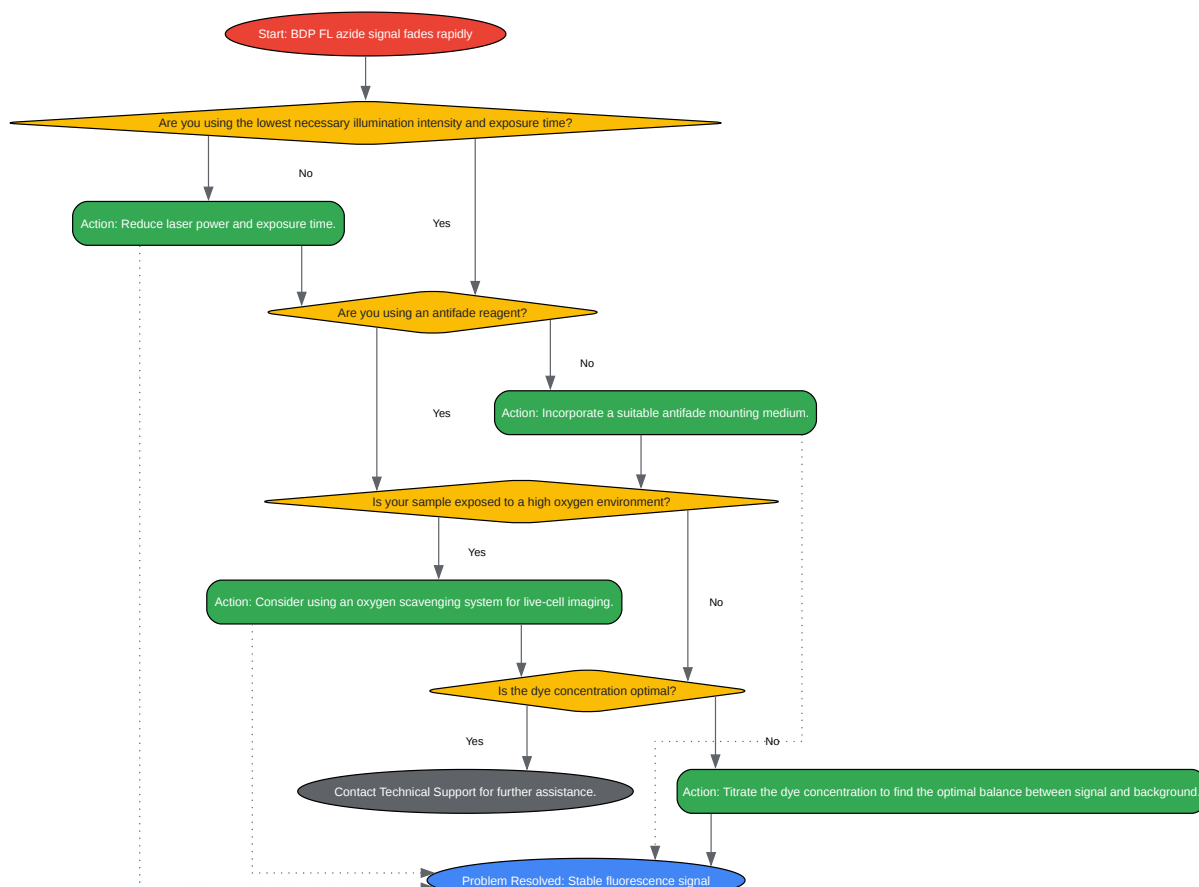 Start: BDP FL azide signal fades rapidly
Are you using the lowest necessary illumination intensity and exposure time?
No
Action: Reduce laser power and exposure time.
Yes
Are you using an antifade reagent?
No
Yes
Action: Incorporate a suitable antifade mounting medium.
Is your sample exposed to a high oxygen environment?
Yes
Action: Consider using an oxygen scavenging system for live-cell imaging.
No
Is the dye concentration optimal?
Yes
No
Contact Technical Support for further assistance.
Action: Titrate the dye concentration to find the optimal balance between signal and background.
Problem Resolved: Stable fluorescence signal